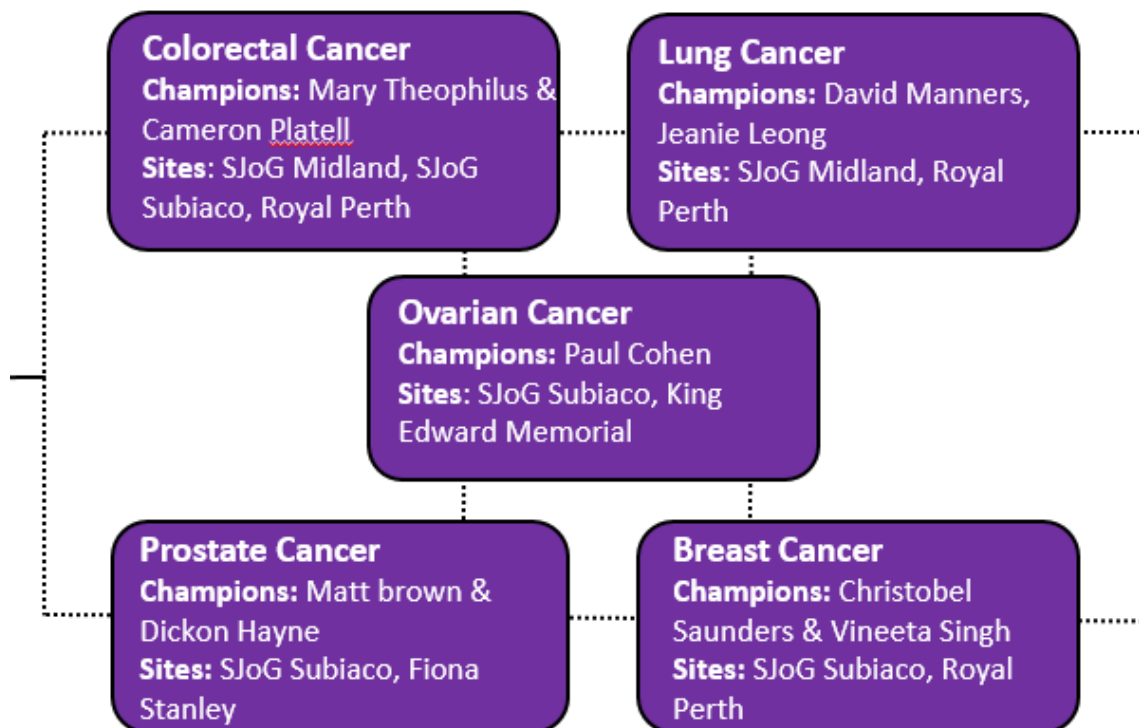 Colorectal Cancer
Champions: Mary Theophilus &
Cameron Platell
Sites: SJoG Midland, SJoG
Subiaco, Royal Perth
Lung Cancer
Champions: David Manners,
Jeanie Leong
Sites: SJoG Midland, Royal
Perth
Ovarian Cancer
Champions: Paul Cohen
Sites: SJoG Subiaco, King
Edward Memorial
Prostate Cancer
Champions: Matt brown &
Dickon Hayne
Sites: SJoG Subiaco, Fiona
Stanley
Breast Cancer
Champions: Christobel
Saunders & Vineeta Singh
Sites: SJoG Subiaco, Royal
Perth